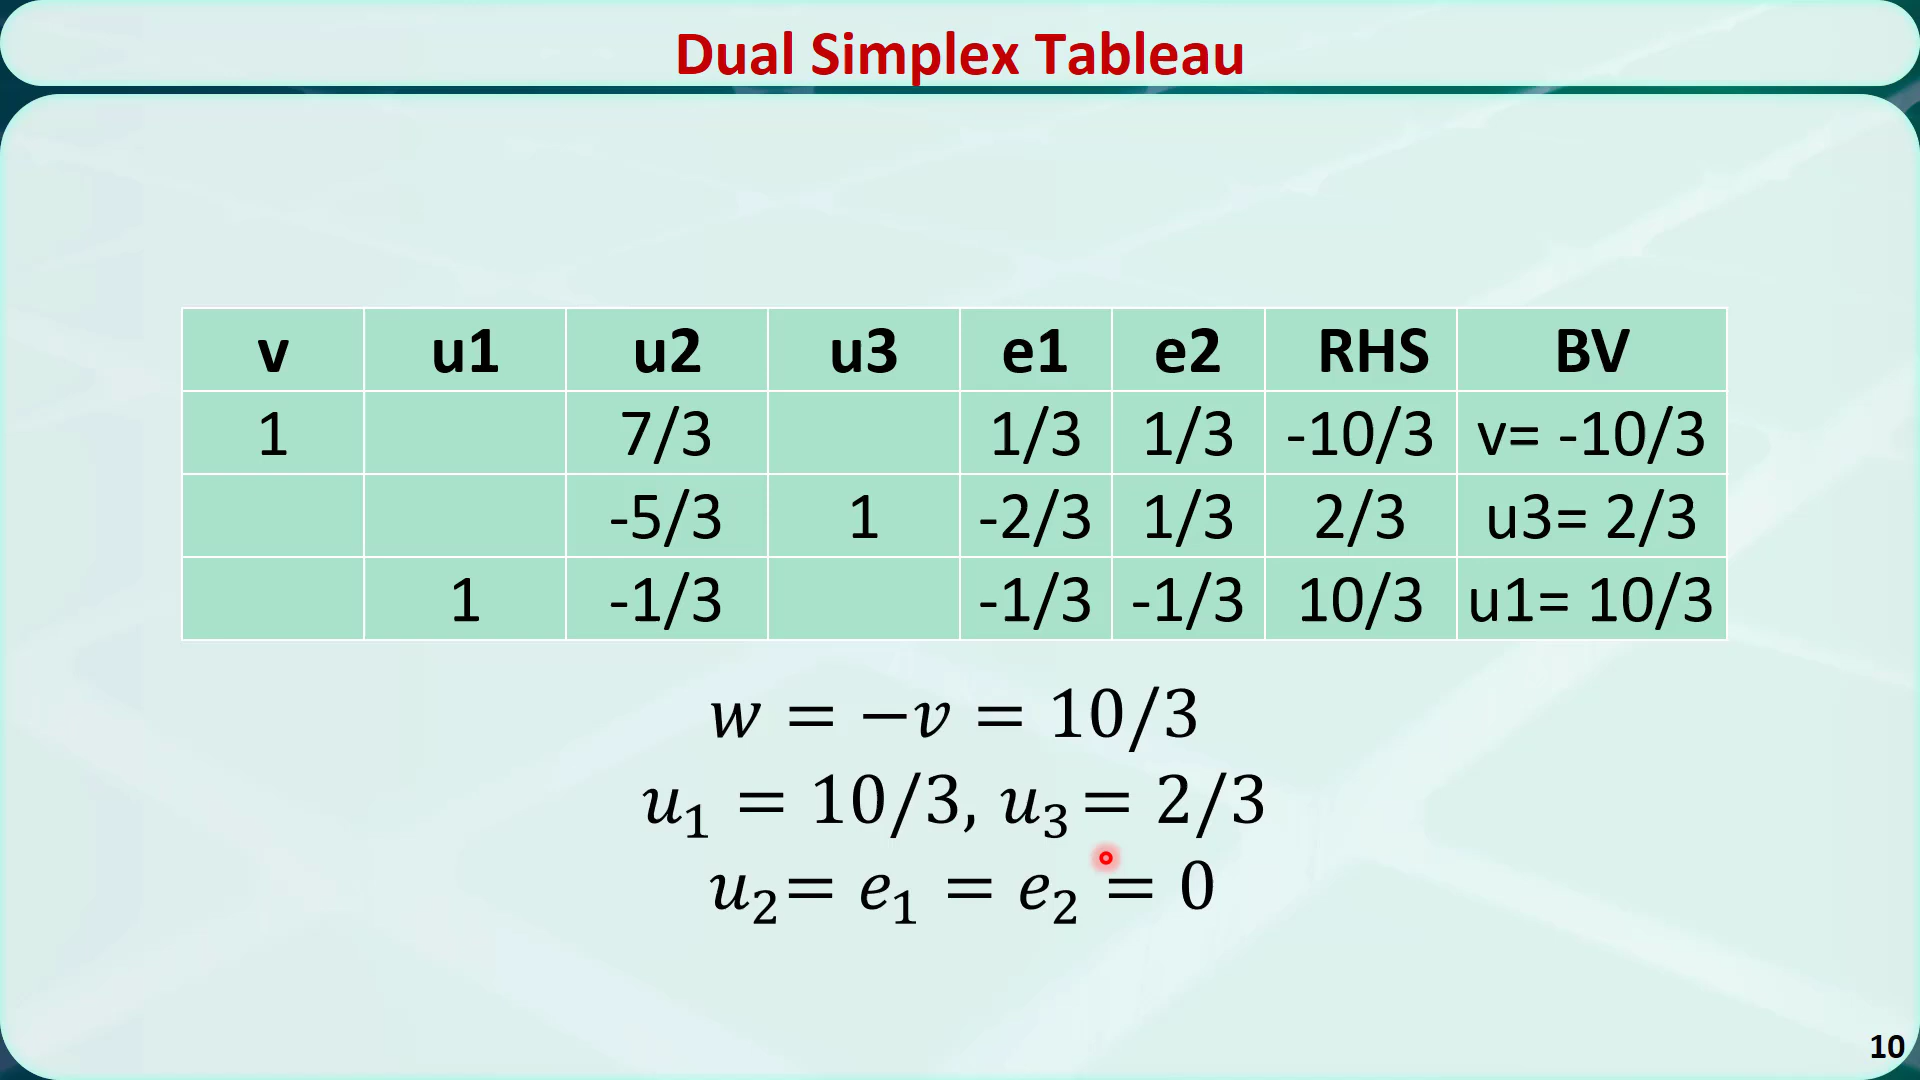 Dual Simplex Tableau
v u1 u2 u3 e1 e2 RHS BV
1 7/3 1/3 1/3 -10/3 v= -10/3
-5/3 1 -2/3 1/3 2/3 u3= 2/3
1 -1/3 -1/3 -1/3 10/3 u1= 10/3
w = −v = 10/3
u₁ = 10/3, u₃ = 2/3
u₂ = e₁ = e₂ = 0
10